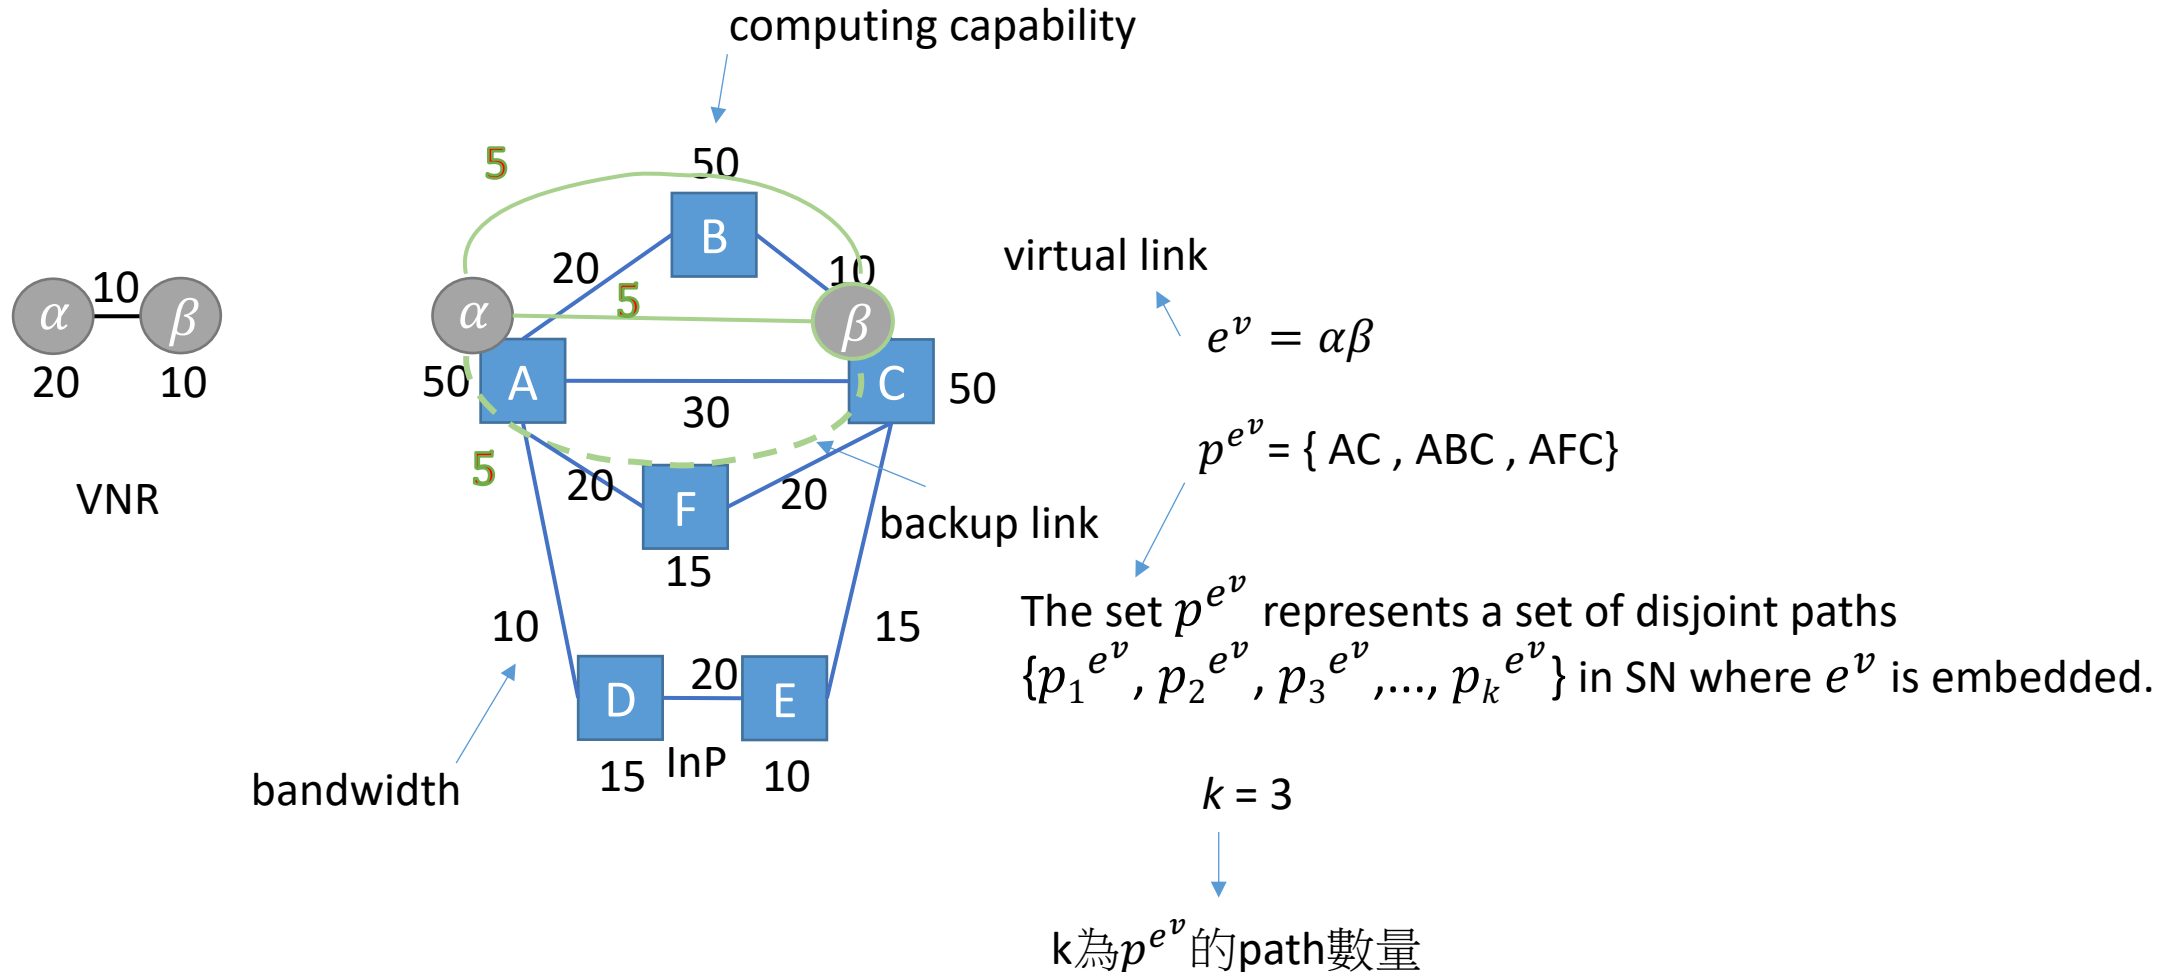 computing capability
50
5
B
20
10
5
virtual link
α 10 β
20 10
VNR
α
β
50 A
C 50
30
5
20
20
F
15
backup link
10
15
20
D
E
15 InP 10
bandwidth
e^v = αβ
p^{e^v} = { AC , ABC , AFC}
The set p^{e^v} represents a set of disjoint paths
{p_1^{e^v}, p_2^{e^v}, p_3^{e^v},..., p_k^{e^v}} in SN where e^v is embedded.
k = 3
k為p^{e^v}的path數量